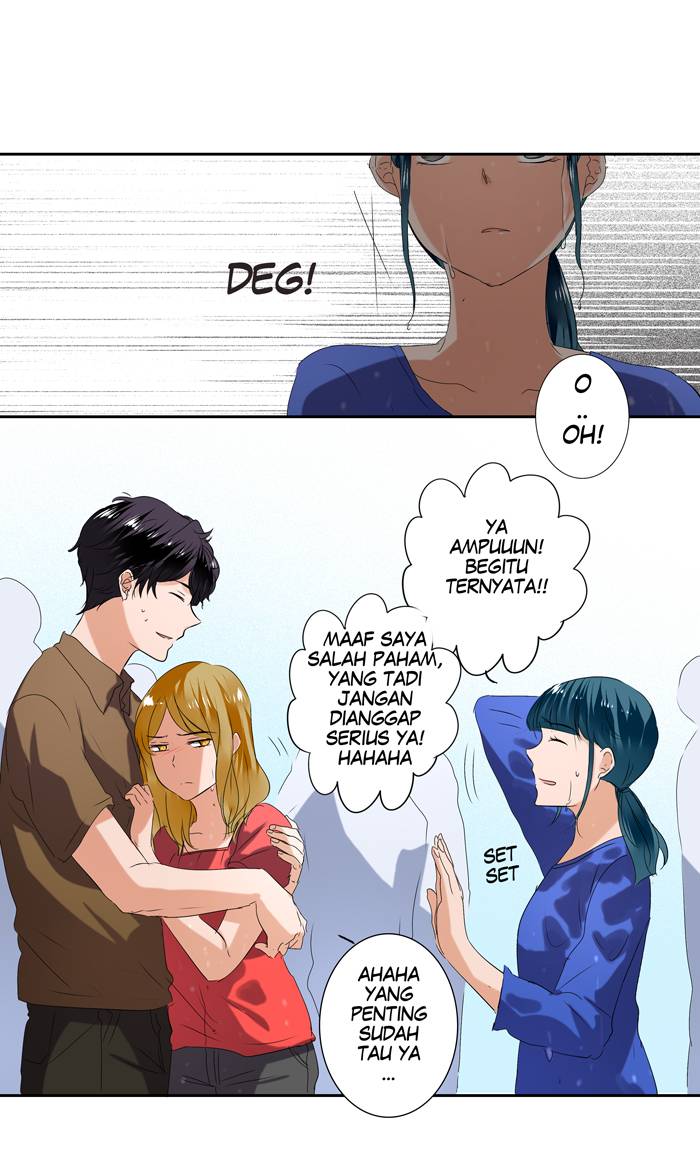 DEG!
O
..
OH!
YA
AMPUUUN!
BEGITU
TERNYATA!!
MAAF SAYA
SALAH PAHAM,
YANG TADI
JANGAN
DIANGGAP
SERIUS YA!
HAHAHA
SET
SET
AHAHA
YANG
PENTING
SUDAH
TAU YA
...